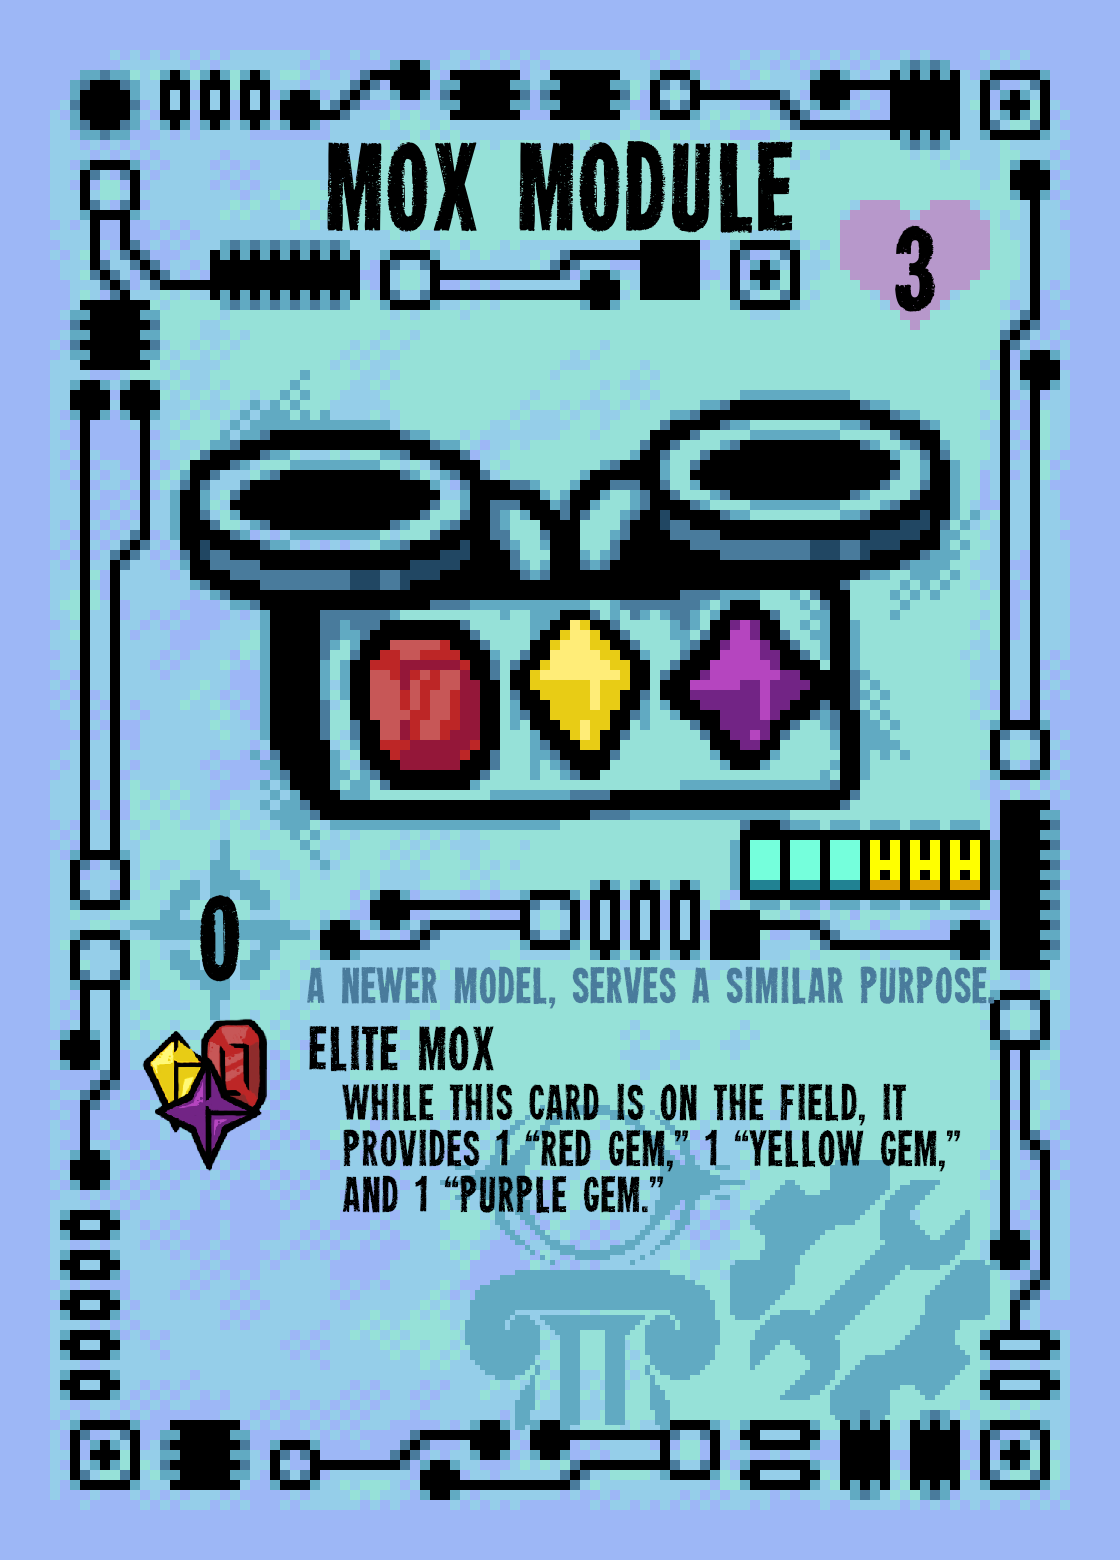 MOX MODULE
3
0
A NEWER MODEL, SERVES A SIMILAR PURPOSE.
ELITE MOX
WHILE THIS CARD IS ON THE FIELD, IT
PROVIDES 1 “RED GEM,” 1 “YELLOW GEM,”
AND 1 “PURPLE GEM.”